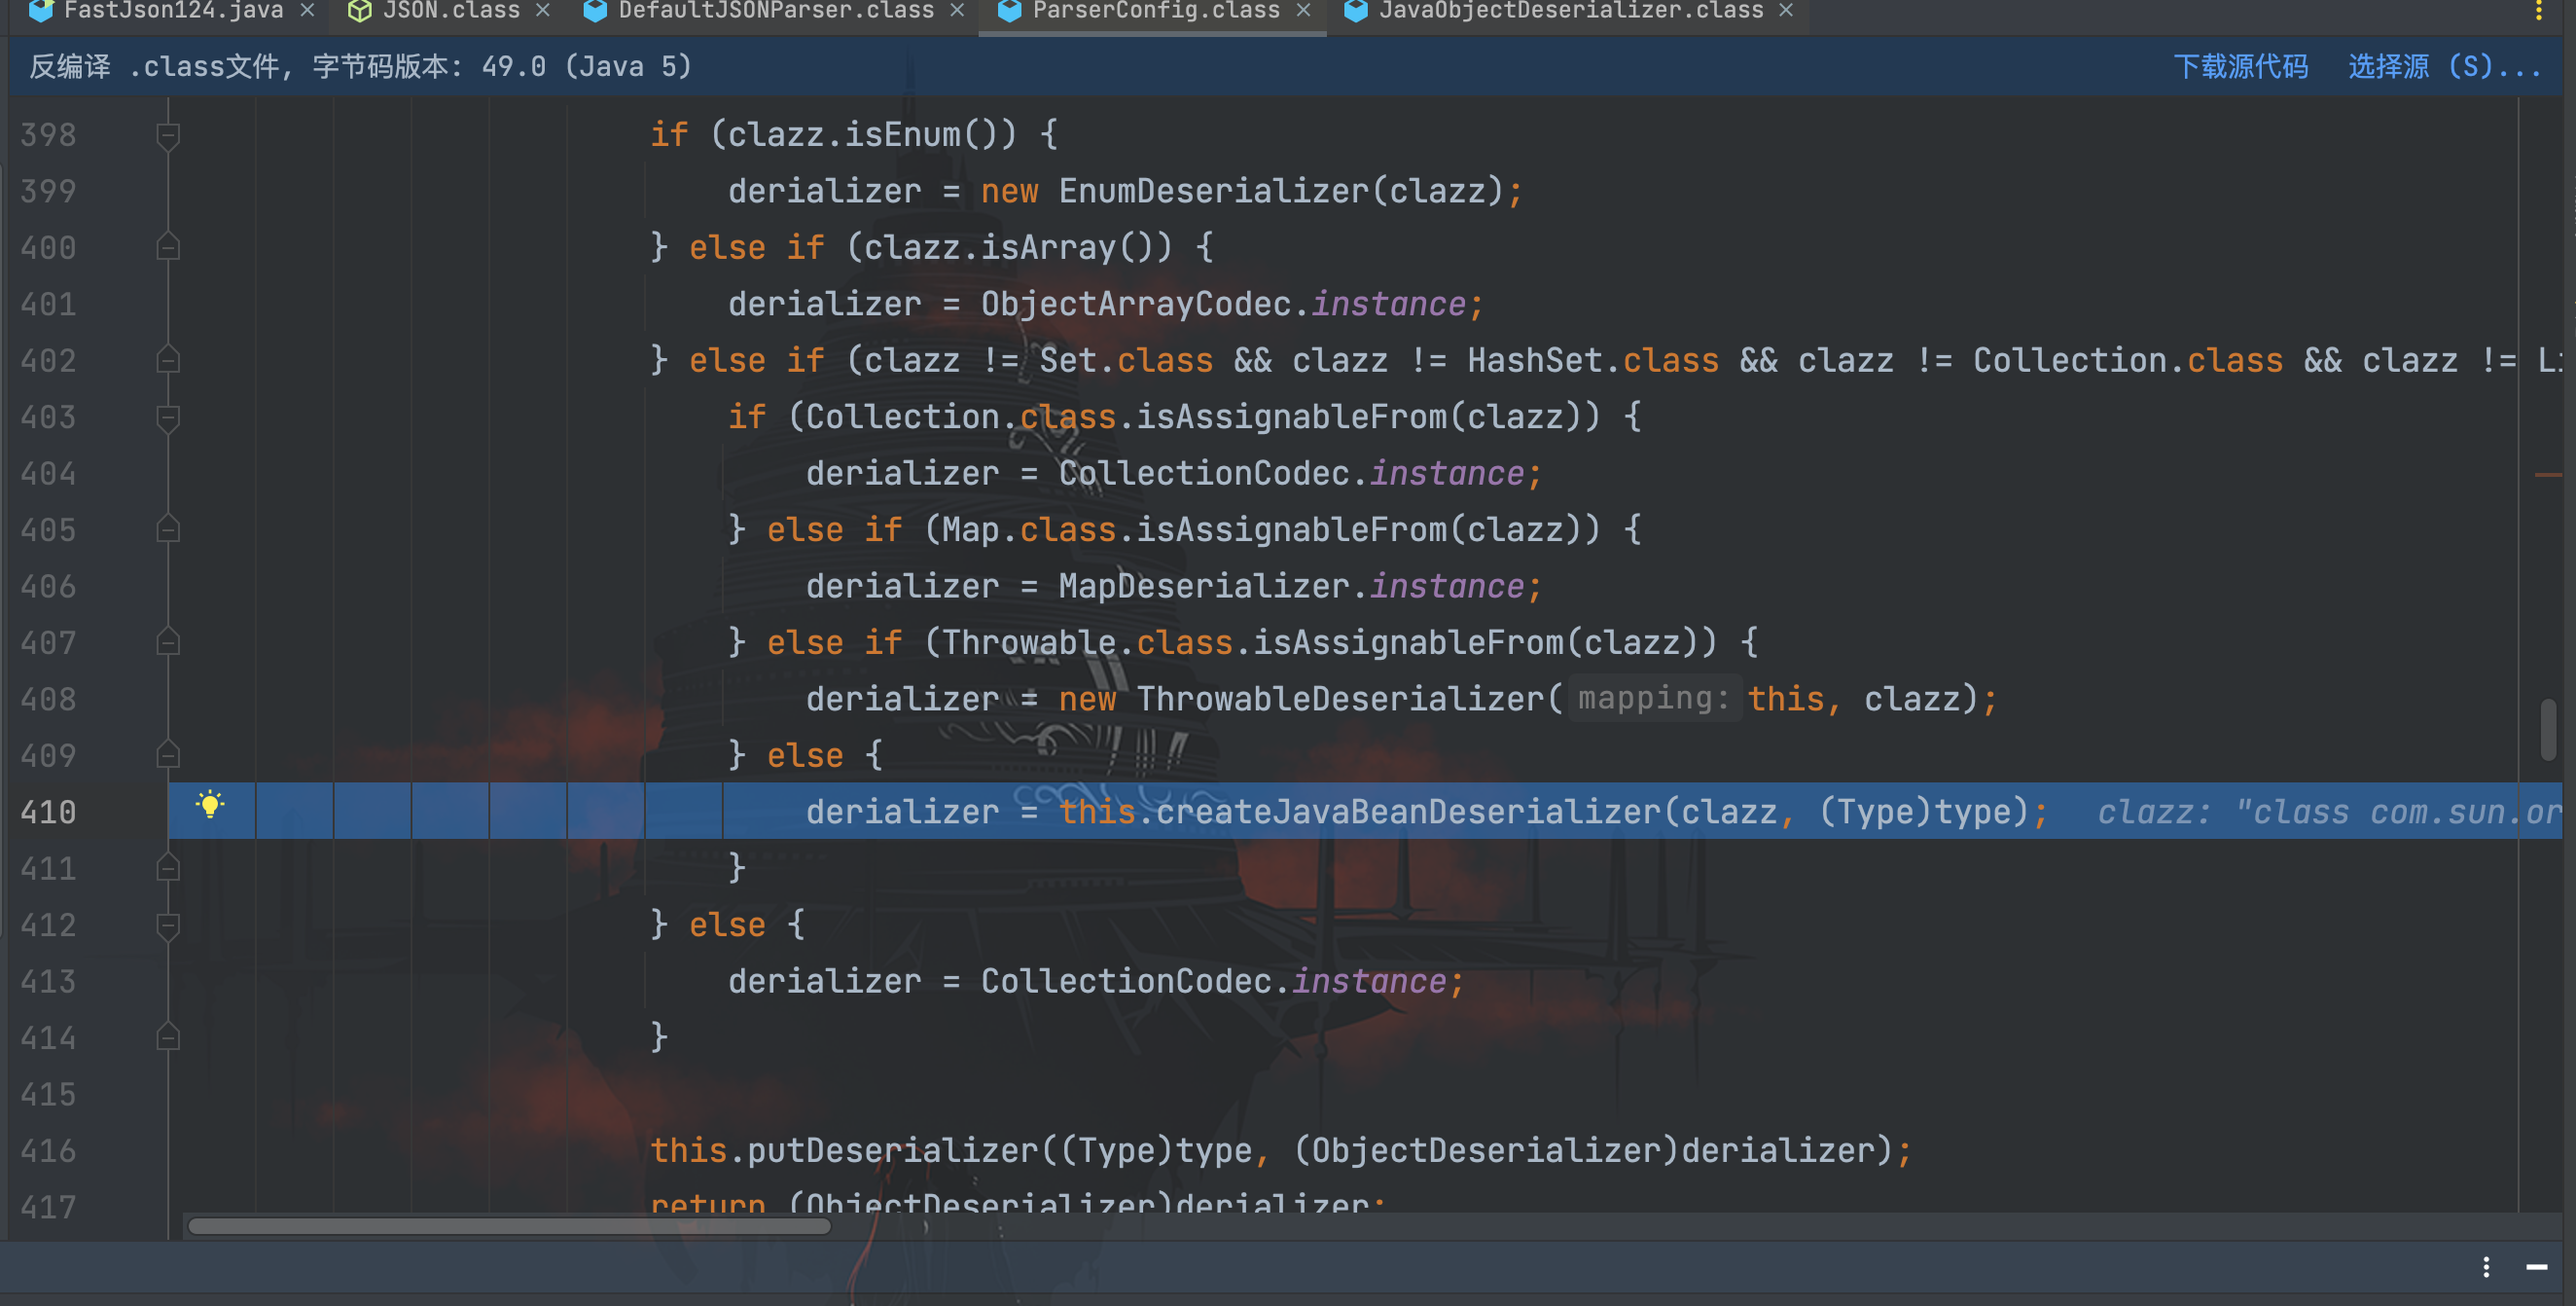 FastJson124.java × JSON.class × DefaultJSONParser.class × ParserConfig.class × JavaObjectDeserializer.class ×
反编译 .class文件, 字节码版本: 49.0 (Java 5) 下载源代码 选择源 (S)...
398 if (clazz.isEnum()) {
399 derializer = new EnumDeserializer(clazz);
400 } else if (clazz.isArray()) {
401 derializer = ObjectArrayCodec.instance;
402 } else if (clazz != Set.class && clazz != HashSet.class && clazz != Collection.class && clazz != Li
403 if (Collection.class.isAssignableFrom(clazz)) {
404 derializer = CollectionCodec.instance;
405 } else if (Map.class.isAssignableFrom(clazz)) {
406 derializer = MapDeserializer.instance;
407 } else if (Throwable.class.isAssignableFrom(clazz)) {
408 derializer = new ThrowableDeserializer( mapping: this, clazz);
409 } else {
410 derializer = this.createJavaBeanDeserializer(clazz, (Type)type); clazz: "class com.sun.or
411 }
412 } else {
413 derializer = CollectionCodec.instance;
414 }
415
416 this.putDeserializer((Type)type, (ObjectDeserializer)derializer);
417 return (ObjectDeserializer)derializer;